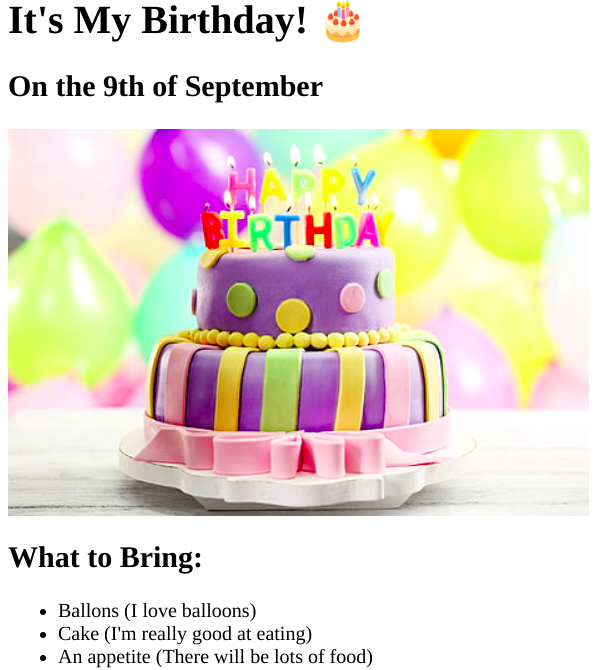 It's My Birthday! 🎂
On the 9th of September
HAPPY
BIRTHDAY
What to Bring:
Ballons (I love balloons)
Cake (I'm really good at eating)
An appetite (There will be lots of food)